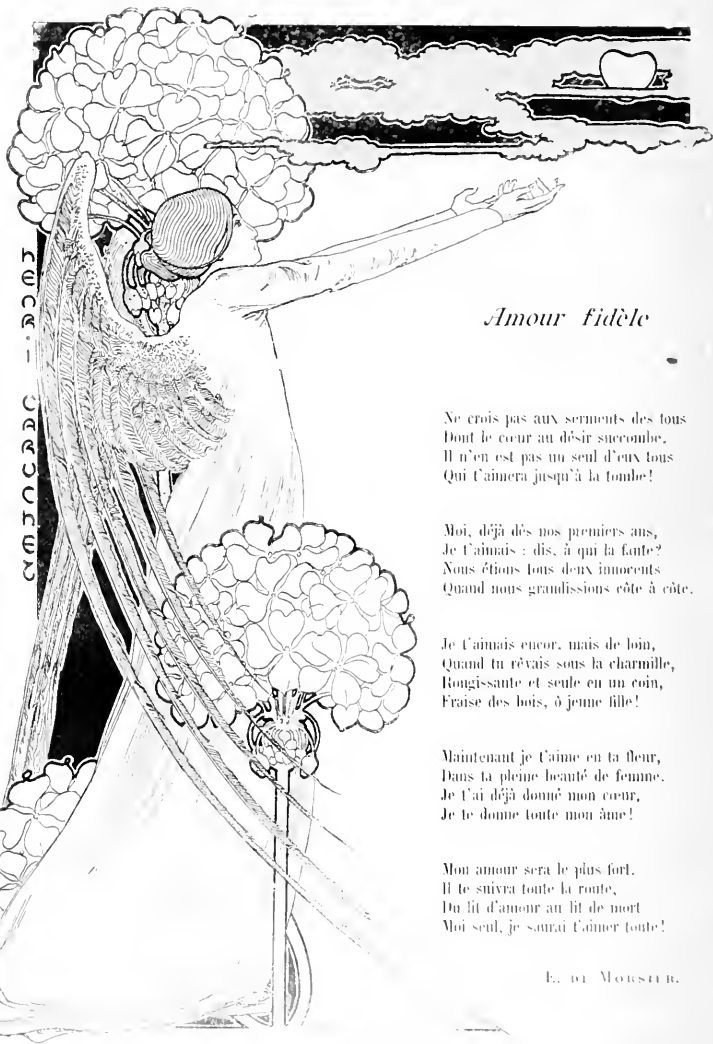 Amour fidèle
Ne crois pas aux serments des fous
Dont le cœur au désir succombe.
Il n'en est pas un seul d'eux tous
Qui t'aimera jusqu'à la tombe!
Moi, déjà dès nos premiers ans,
Je t'aimais : dis, à qui la faute?
Nous étions tous deux innocents
Quand nous grandissions côte à côte.
Je t'aimais encor, mais de loin,
Quand tu rêvais sous la charmille,
Rougissante et seule en un coin,
Fraise des bois, ô jeune fille!
Maintenant je t'aime en ta fleur,
Dans ta pleine beauté de femme.
Je t'ai déjà donné mon cœur,
Je te donne toute mon âme!
Mon amour sera le plus fort.
Il te suivra toute la route,
Du lit d'amour au lit de mort
Moi seul, je saurai t'aimer toute!
E. DE MORSIER.